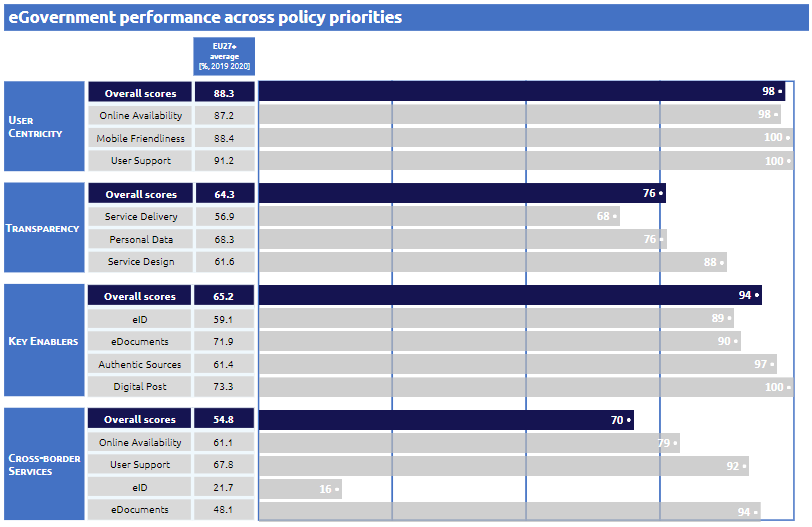 eGovernment performance across policy priorities
EU27+
average
[%, 2019-2020]
USER
CENTRICITY
Overall scores 88.3 98
Online Availability 87.2 98
Mobile Friendliness 88.4 100
User Support 91.2 100
TRANSPARENCY
Overall scores 64.3 76
Service Delivery 56.9 68
Personal Data 68.3 76
Service Design 61.6 88
KEY ENABLERS
Overall scores 65.2 94
eID 59.1 89
eDocuments 71.9 90
Authentic Sources 61.4 97
Digital Post 73.3 100
CROSS-BORDER
SERVICES
Overall scores 54.8 70
Online Availability 61.1 79
User Support 67.8 92
eID 21.7 16
eDocuments 48.1 94